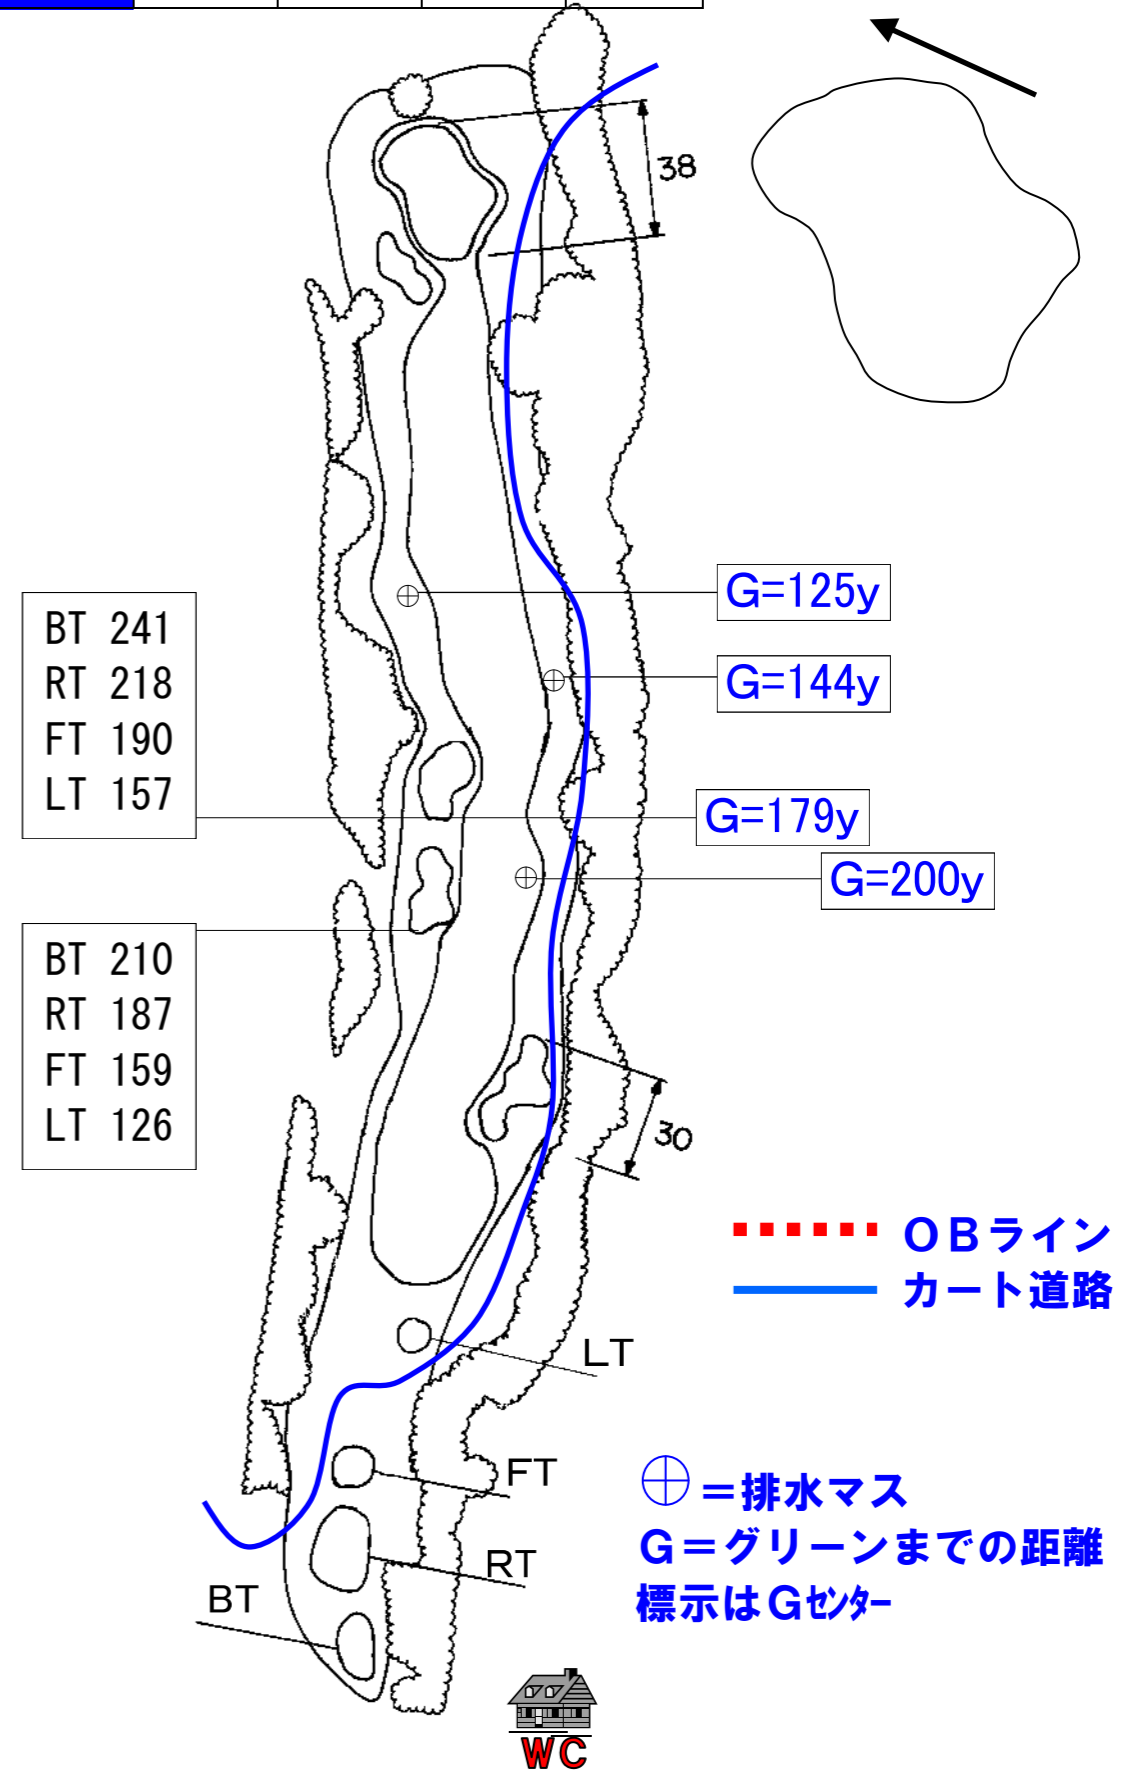 38
G=125y
BT 241
RT 218
FT 190
LT 157
G=144y
G=179y
G=200y
BT 210
RT 187
FT 159
LT 126
30
OBライン
カート道路
LT
FT
=排水マス
G=グリーンまでの距離
標示はGセンター
RT
BT
WC